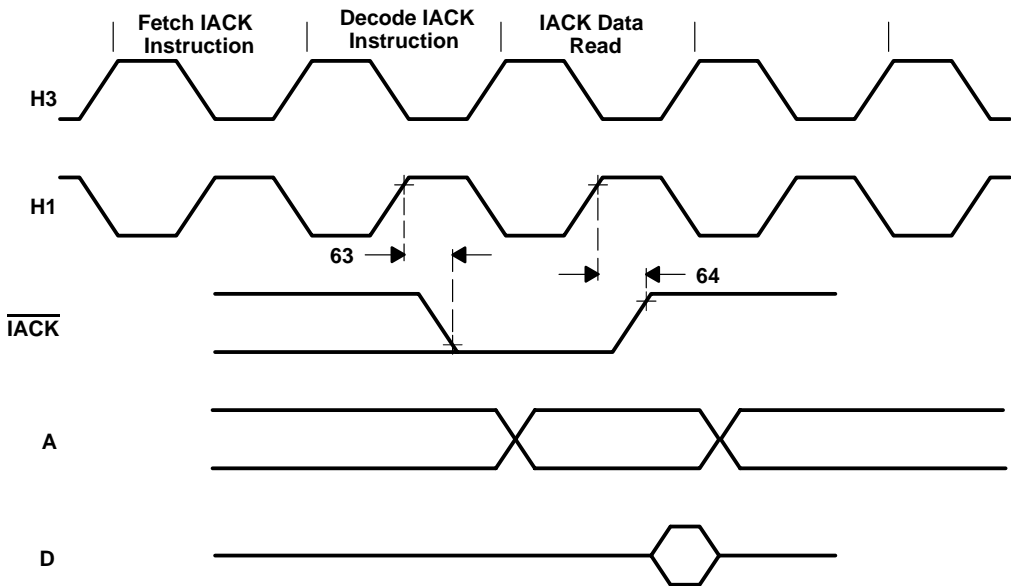 Fetch IACK
Instruction
Decode IACK
Instruction
IACK Data
Read
H3
H1
63
64
IACK
A
D